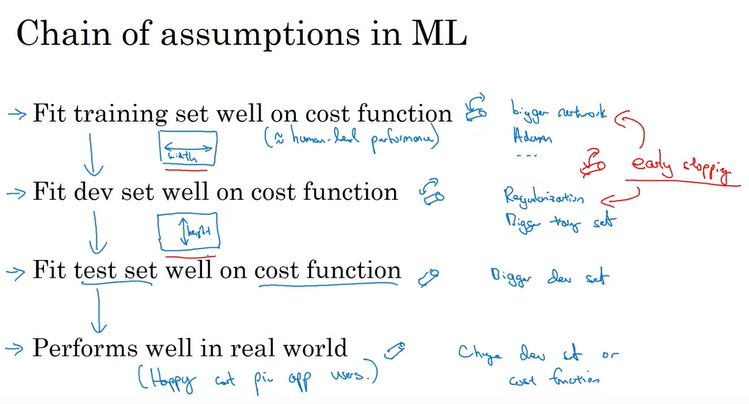 Chain of assumptions in ML
→ Fit training set well on cost function
(≈ human-level performance)
bigger network
Adam
...
width
early stopping
→ Fit dev set well on cost function
Regularization
Bigger train set
height
→ Fit test set well on cost function
Bigger dev set
→ Performs well in real world
(Happy cat pic app users.)
Change dev set or
cost function